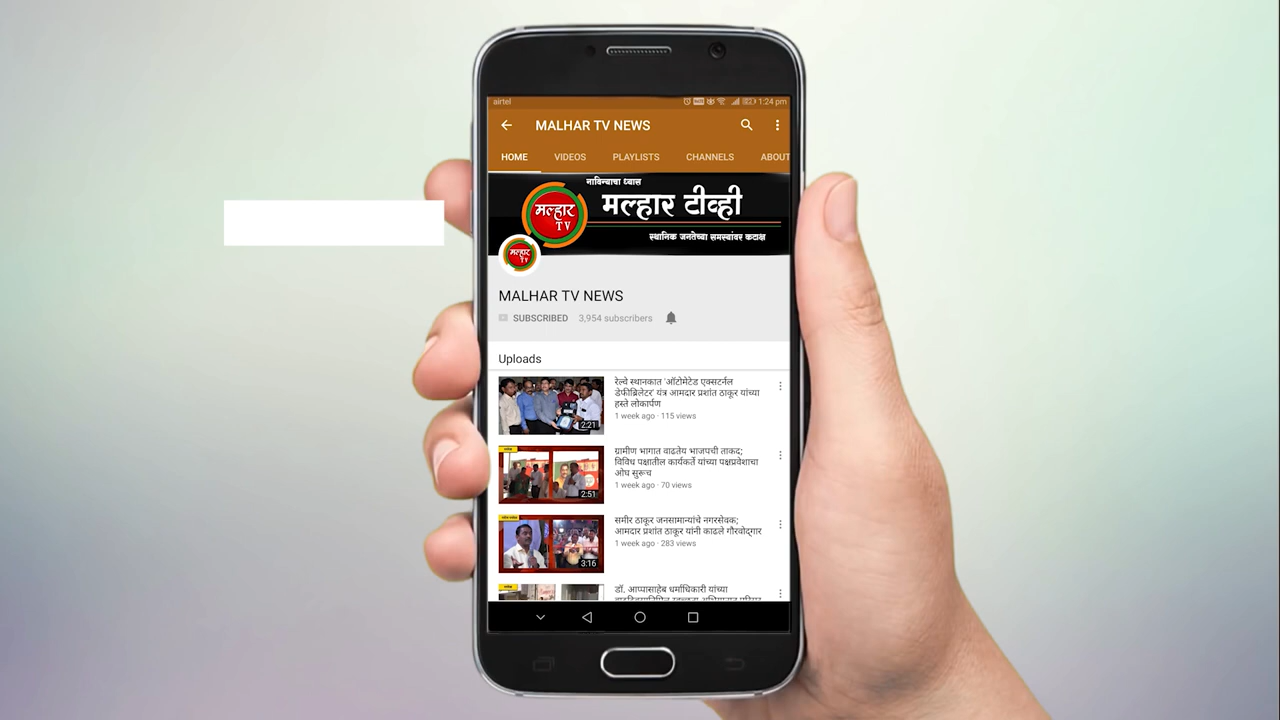 airtel 1:24 pm
MALHAR TV NEWS
HOME VIDEOS PLAYLISTS CHANNELS ABOUT
नाविन्याचा ध्यास
मल्हार टीव्ही
मल्हार
TV
स्थानिक जनतेच्या समस्यांवर कटाक्ष
मल्हार
TV
MALHAR TV NEWS
SUBSCRIBED 3,954 subscribers
Uploads
रेल्वे स्थानकात 'ऑटोमेटेड एक्सटर्नल
डेफीब्रिलेटर' यंत्र आमदार प्रशांत ठाकूर यांच्या
हस्ते लोकार्पण
1 week ago · 115 views
2:21
ग्रामीण भागात वाढतेय भाजपची ताकद;
विविध पक्षातील कार्यकर्ते यांच्या पक्षप्रवेशाचा
ओघ सुरूच
1 week ago · 70 views
2:51
समीर ठाकूर जनसामान्यांचे नगरसेवक;
आमदार प्रशांत ठाकूर यांनी काढले गौरवोद्गार
1 week ago · 283 views
3:16
डॉ. आप्पासाहेब धर्माधिकारी यांच्या